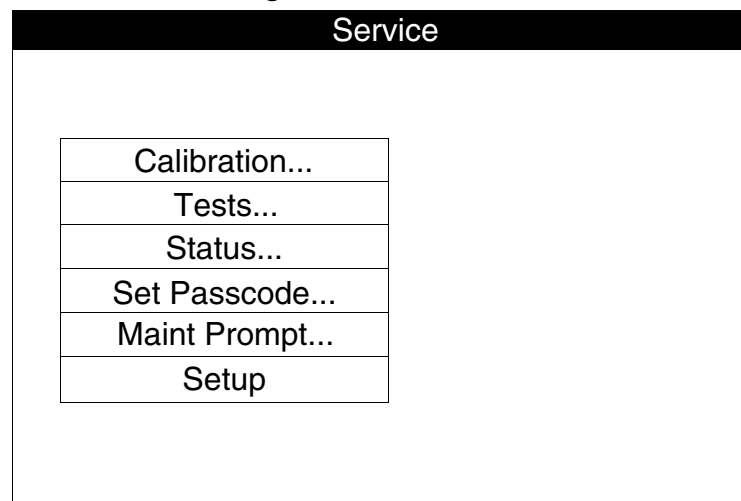 Service
Calibration...
Tests...
Status...
Set Passcode...
Maint Prompt...
Setup